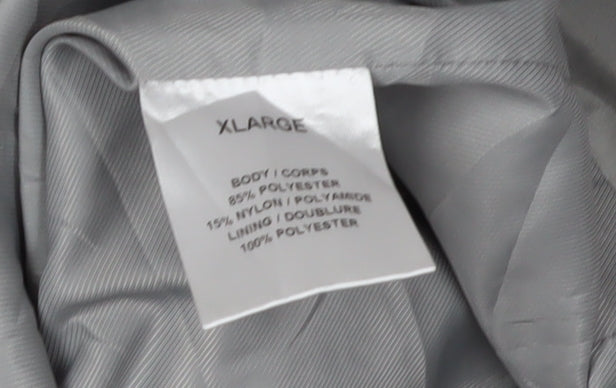 XLARGE
BODY / CORPS
85% POLYESTER
15% NYLON / POLYAMIDE
LINING / DOUBLURE
100% POLYESTER